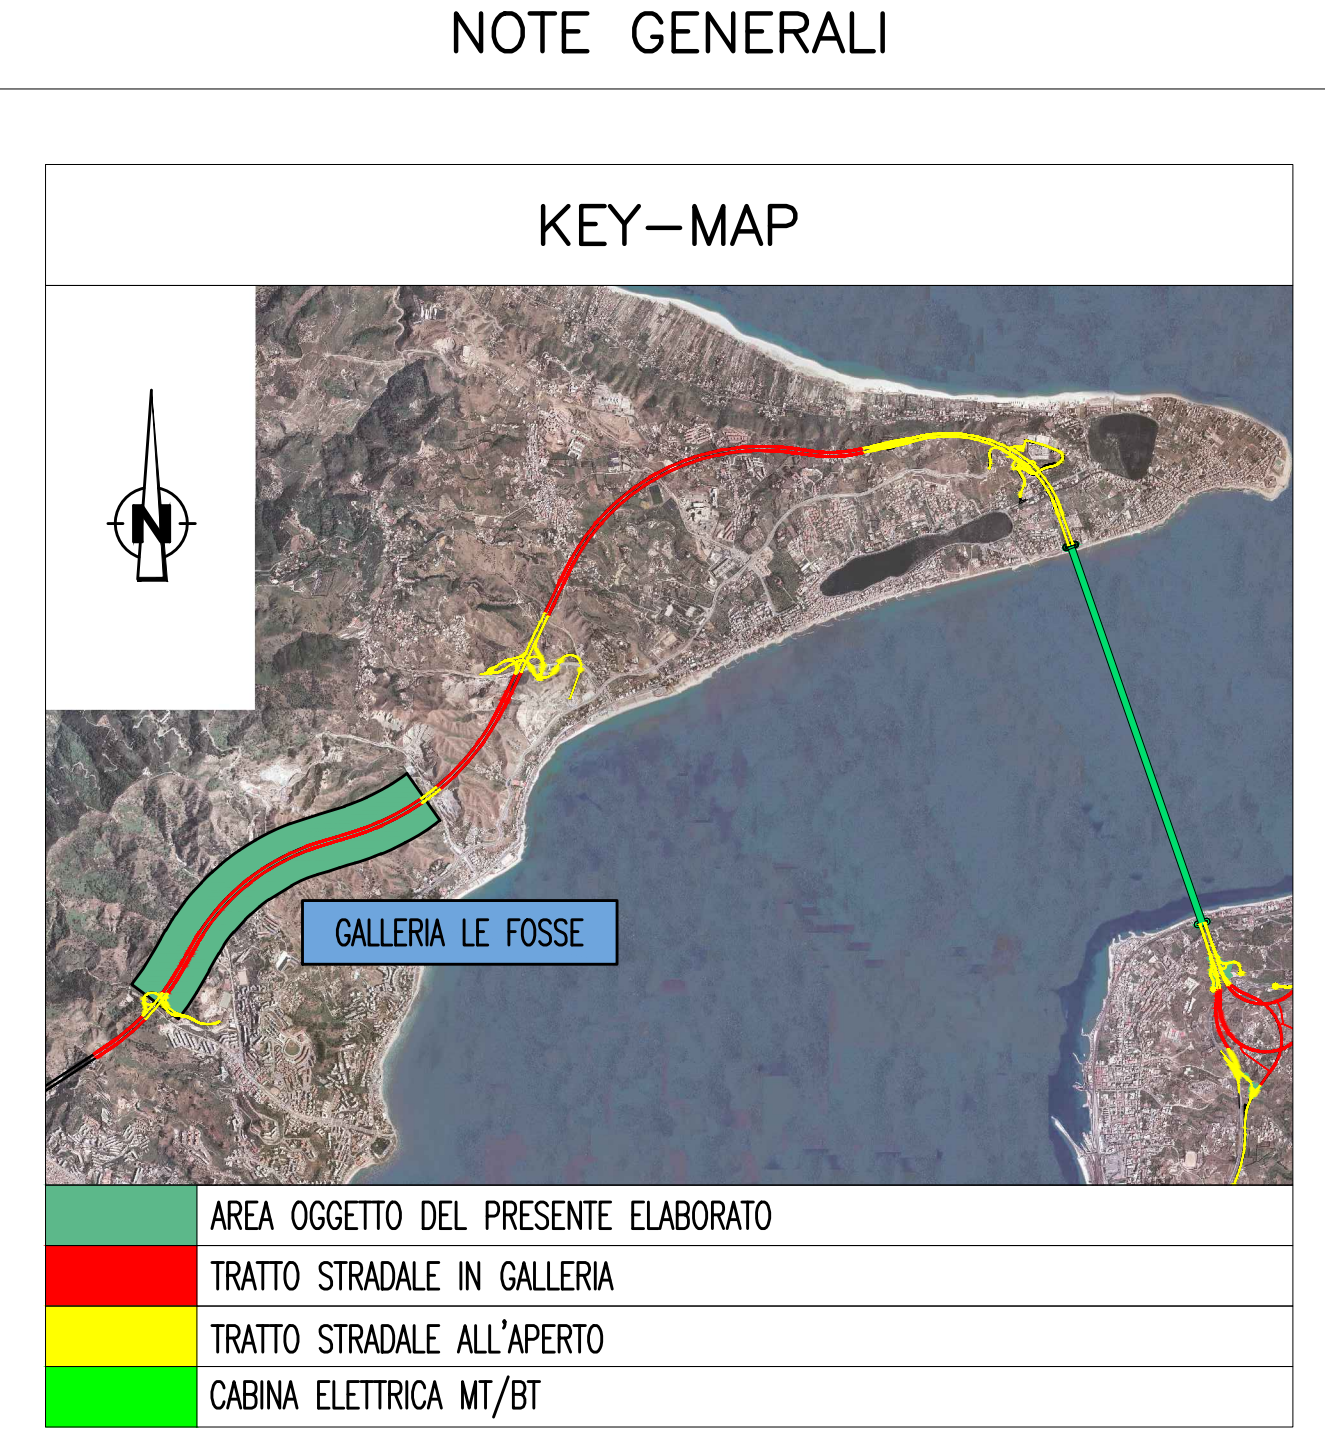 NOTE GENERALI
KEY-MAP
N
GALLERIA LE FOSSE
AREA OGGETTO DEL PRESENTE ELABORATO
TRATTO STRADALE IN GALLERIA
TRATTO STRADALE ALL'APERTO
CABINA ELETTRICA MT/BT